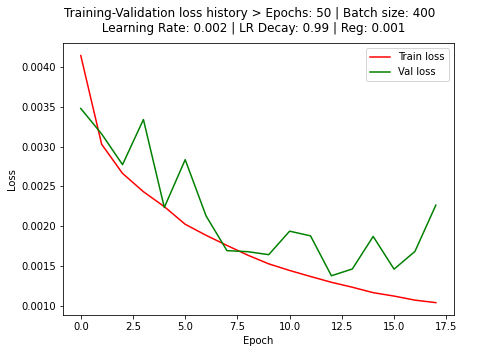 Training-Validation loss history > Epochs: 50 | Batch size: 400
Learning Rate: 0.002 | LR Decay: 0.99 | Reg: 0.001
Train loss
Val loss
0.0040
0.0035
0.0030
0.0025
0.0020
0.0015
0.0010
Loss
0.0 2.5 5.0 7.5 10.0 12.5 15.0 17.5
Epoch